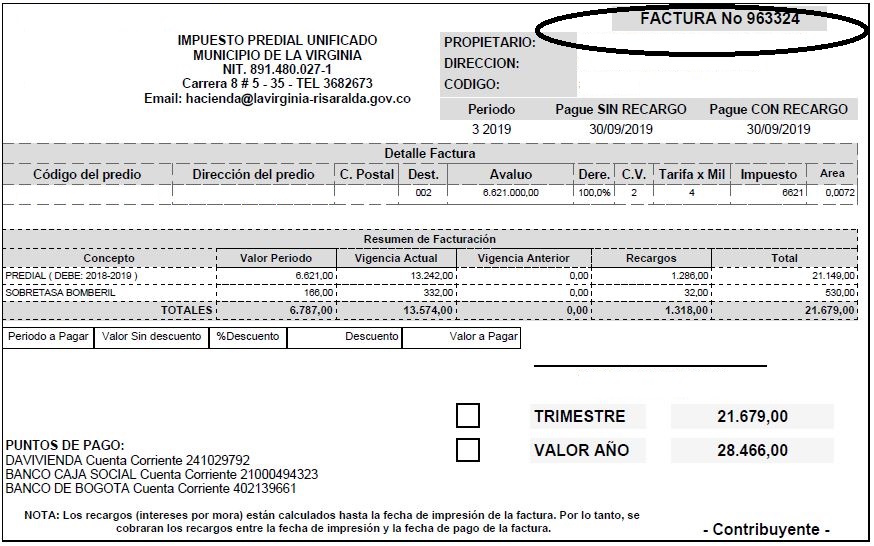 FACTURA No 963324
IMPUESTO PREDIAL UNIFICADO
MUNICIPIO DE LA VIRGINIA
NIT. 891.480.027-1
Carrera 8 # 5 - 35 - TEL 3682673
Email: hacienda@lavirginia-risaralda.gov.co
PROPIETARIO:
DIRECCION:
CODIGO:
Periodo Pague SIN RECARGO Pague CON RECARGO
3 2019 30/09/2019 30/09/2019
Detalle Factura
Código del predio Dirección del predio C. Postal Dest. Avaluo Dere. C.V. Tarifa x Mil Impuesto Area
002 6.621.000,00 100,0% 2 4 6621 0,0072
Resumen de Facturación
Concepto Valor Periodo Vigencia Actual Vigencia Anterior Recargos Total
PREDIAL ( DEBE: 2018-2019 ) 6.621,00 13.242,00 0,00 1.286,00 21.149,00
SOBRETASA BOMBERIL 166,00 332,00 0,00 32,00 530,00
TOTALES 6.787,00 13.574,00 0,00 1.318,00 21.679,00
Periodo a Pagar Valor Sin descuento %Descuento Descuento Valor a Pagar
TRIMESTRE 21.679,00
VALOR AÑO 28.466,00
PUNTOS DE PAGO:
DAVIVIENDA Cuenta Corriente 241029792
BANCO CAJA SOCIAL Cuenta Corriente 21000494323
BANCO DE BOGOTA Cuenta Corriente 402139661
NOTA: Los recargos (intereses por mora) están calculados hasta la fecha de impresión de la factura. Por lo tanto, se
cobraran los recargos entre la fecha de impresión y la fecha de pago de la factura.
- Contribuyente -